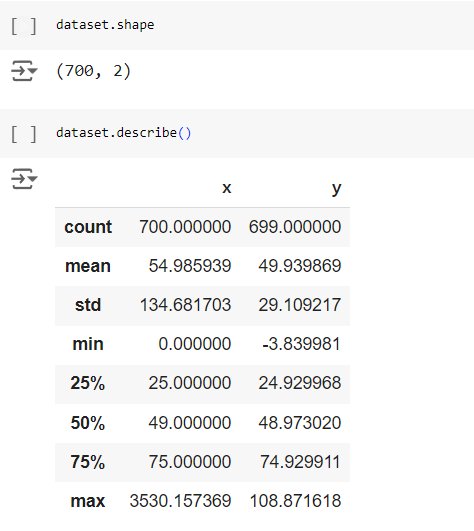 [ ] dataset.shape
(700, 2)
[ ] dataset.describe()
x y
count 700.000000 699.000000
mean 54.985939 49.939869
std 134.681703 29.109217
min 0.000000 -3.839981
25% 25.000000 24.929968
50% 49.000000 48.973020
75% 75.000000 74.929911
max 3530.157369 108.871618